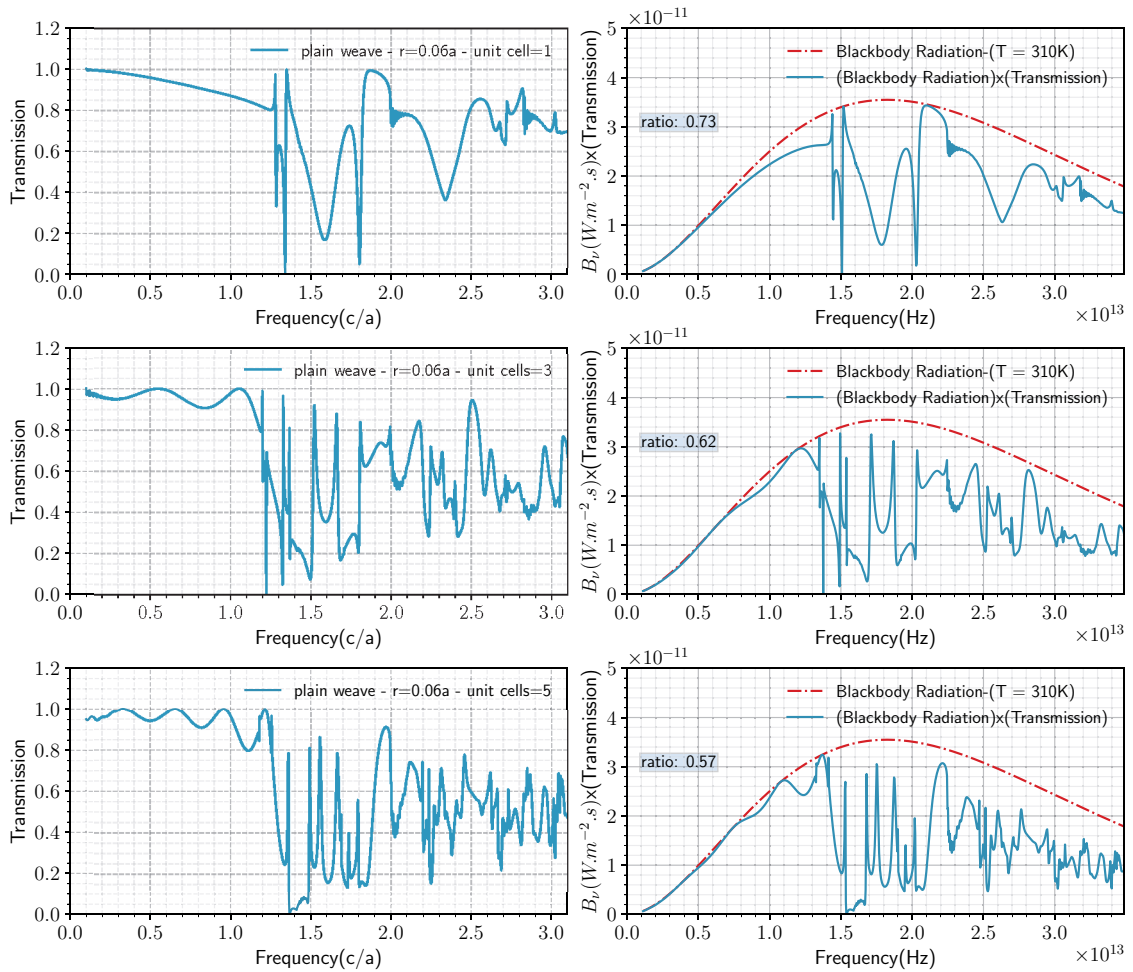 plain weave - r=0.06a - unit cell=1
Transmission
1.2
1.0
0.8
0.6
0.4
0.2
0.0
0.0 0.5 1.0 1.5 2.0 2.5 3.0
Frequency(c/a)
×10⁻¹¹
Blackbody Radiation-(T = 310K)
(Blackbody Radiation)x(Transmission)
ratio: 0.73
B_ν(W.m⁻².s)x(Transmission)
5
4
3
2
1
0
0.0 0.5 1.0 1.5 2.0 2.5 3.0
Frequency(Hz)
×10¹³
plain weave - r=0.06a - unit cells=3
Transmission
1.2
1.0
0.8
0.6
0.4
0.2
0.0
0.0 0.5 1.0 1.5 2.0 2.5 3.0
Frequency(c/a)
×10⁻¹¹
Blackbody Radiation-(T = 310K)
(Blackbody Radiation)x(Transmission)
ratio: 0.62
B_ν(W.m⁻².s)x(Transmission)
5
4
3
2
1
0
0.0 0.5 1.0 1.5 2.0 2.5 3.0
Frequency(Hz)
×10¹³
plain weave - r=0.06a - unit cells=5
Transmission
1.2
1.0
0.8
0.6
0.4
0.2
0.0
0.0 0.5 1.0 1.5 2.0 2.5 3.0
Frequency(c/a)
×10⁻¹¹
Blackbody Radiation-(T = 310K)
(Blackbody Radiation)x(Transmission)
ratio: 0.57
B_ν(W.m⁻².s)x(Transmission)
5
4
3
2
1
0
0.0 0.5 1.0 1.5 2.0 2.5 3.0
Frequency(Hz)
×10¹³